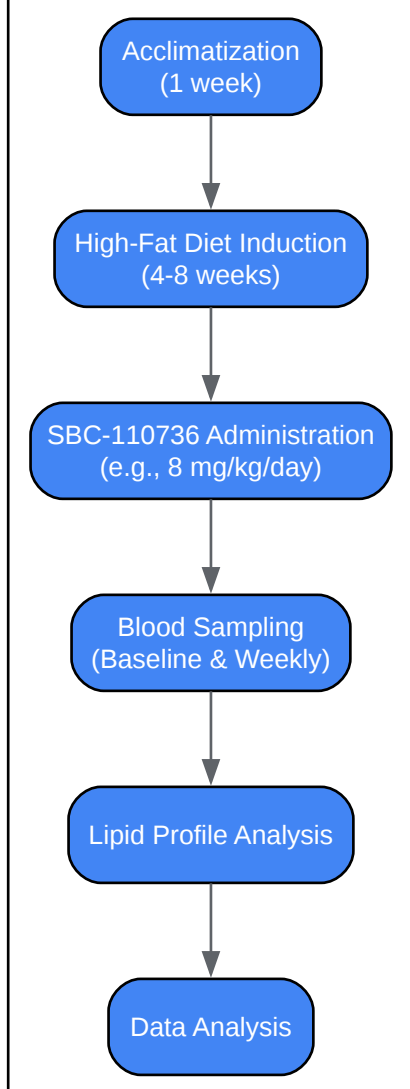 Acclimatization
(1 week)
High-Fat Diet Induction
(4-8 weeks)
SBC-110736 Administration
(e.g., 8 mg/kg/day)
Blood Sampling
(Baseline & Weekly)
Lipid Profile Analysis
Data Analysis